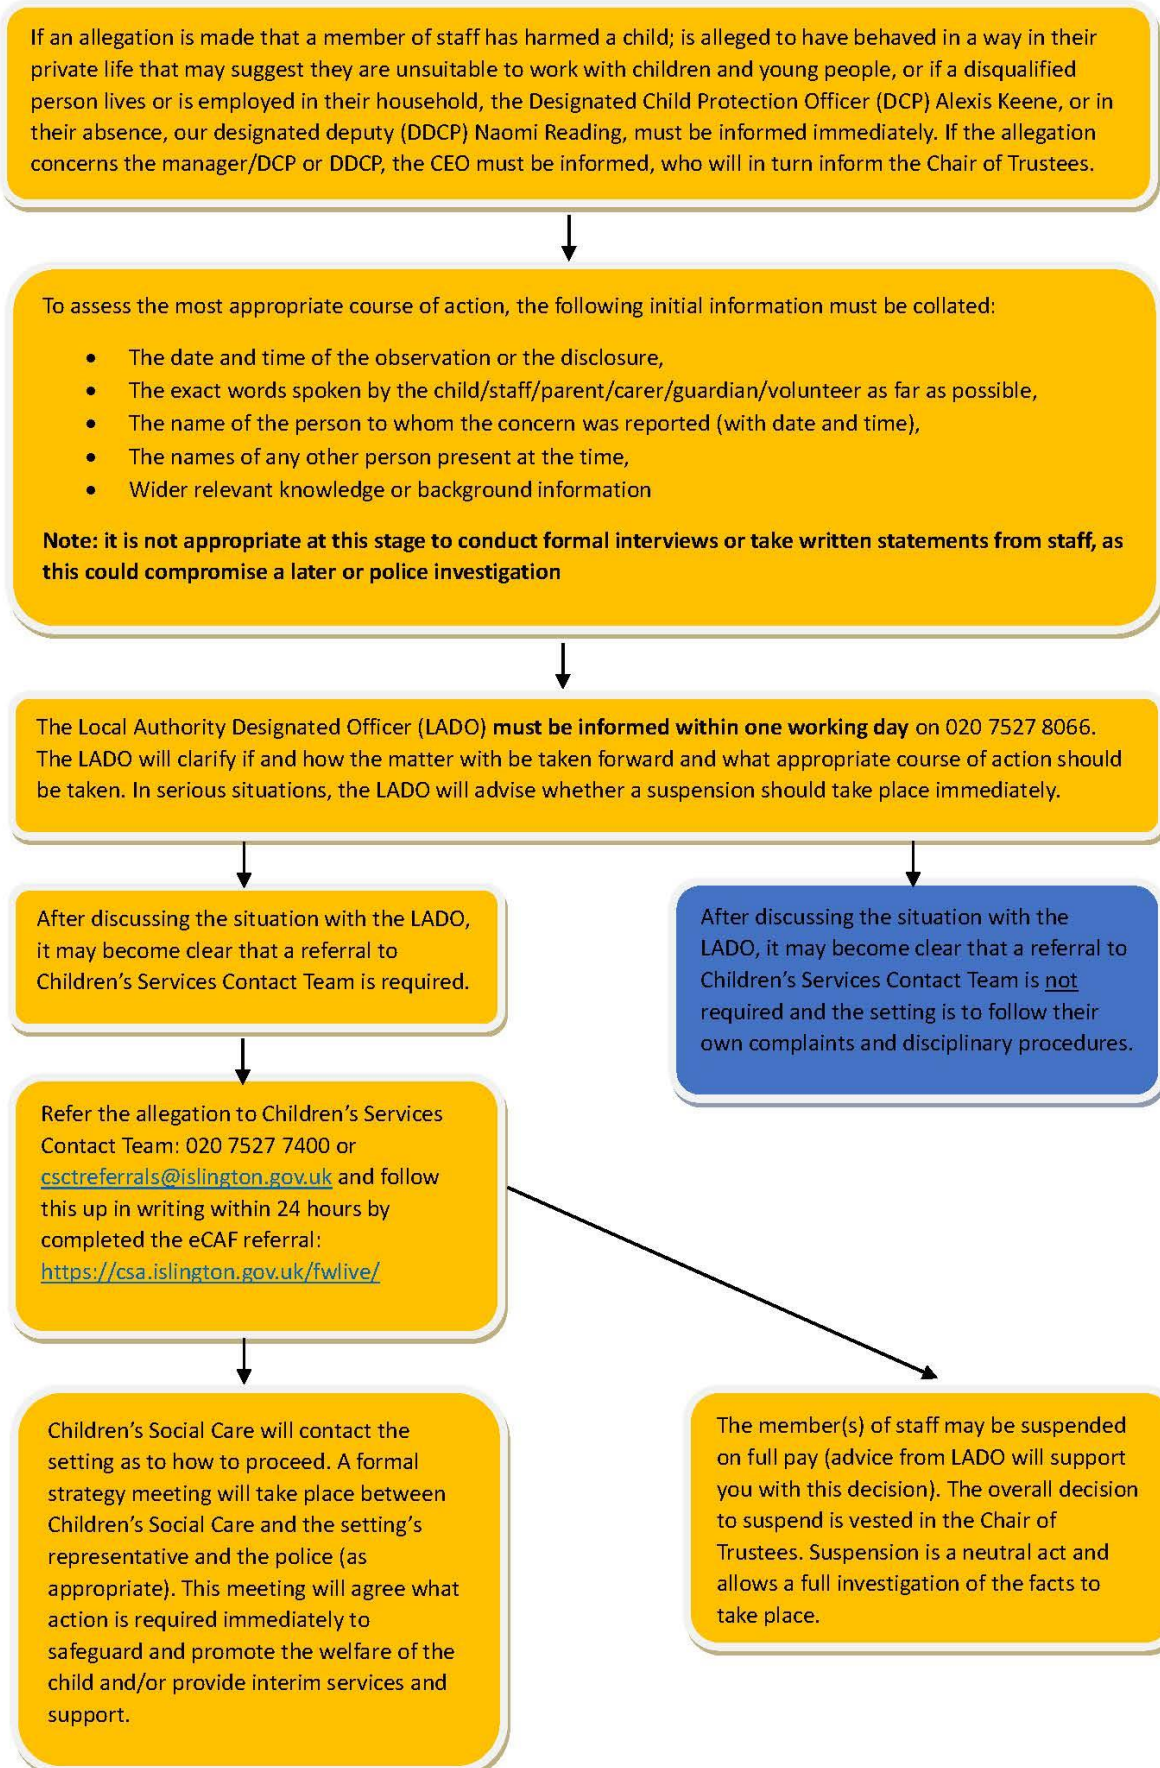 If an allegation is made that a member of staff has harmed a child; is alleged to have behaved in a way in their
private life that may suggest they are unsuitable to work with children and young people, or if a disqualified
person lives or is employed in their household, the Designated Child Protection Officer (DCP) Alexis Keene, or in
their absence, our designated deputy (DDCP) Naomi Reading, must be informed immediately. If the allegation
concerns the manager/DCP or DDCP, the CEO must be informed, who will in turn inform the Chair of Trustees.
To assess the most appropriate course of action, the following initial information must be collated:
• The date and time of the observation or the disclosure,
• The exact words spoken by the child/staff/parent/carer/guardian/volunteer as far as possible,
• The name of the person to whom the concern was reported (with date and time),
• The names of any other person present at the time,
• Wider relevant knowledge or background information
Note: it is not appropriate at this stage to conduct formal interviews or take written statements from staff, as
this could compromise a later or police investigation
The Local Authority Designated Officer (LADO) must be informed within one working day on 020 7527 8066.
The LADO will clarify if and how the matter with be taken forward and what appropriate course of action should
be taken. In serious situations, the LADO will advise whether a suspension should take place immediately.
After discussing the situation with the LADO,
it may become clear that a referral to
Children's Services Contact Team is required.
After discussing the situation with the
LADO, it may become clear that a referral to
Children's Services Contact Team is not
required and the setting is to follow their
own complaints and disciplinary procedures.
Refer the allegation to Children's Services
Contact Team: 020 7527 7400 or
csctreferrals@islington.gov.uk and follow
this up in writing within 24 hours by
completed the eCAF referral:
https://csa.islington.gov.uk/fwlive/
Children's Social Care will contact the
setting as to how to proceed. A formal
strategy meeting will take place between
Children's Social Care and the setting's
representative and the police (as
appropriate). This meeting will agree what
action is required immediately to
safeguard and promote the welfare of the
child and/or provide interim services and
support.
The member(s) of staff may be suspended
on full pay (advice from LADO will support
you with this decision). The overall decision
to suspend is vested in the Chair of
Trustees. Suspension is a neutral act and
allows a full investigation of the facts to
take place.